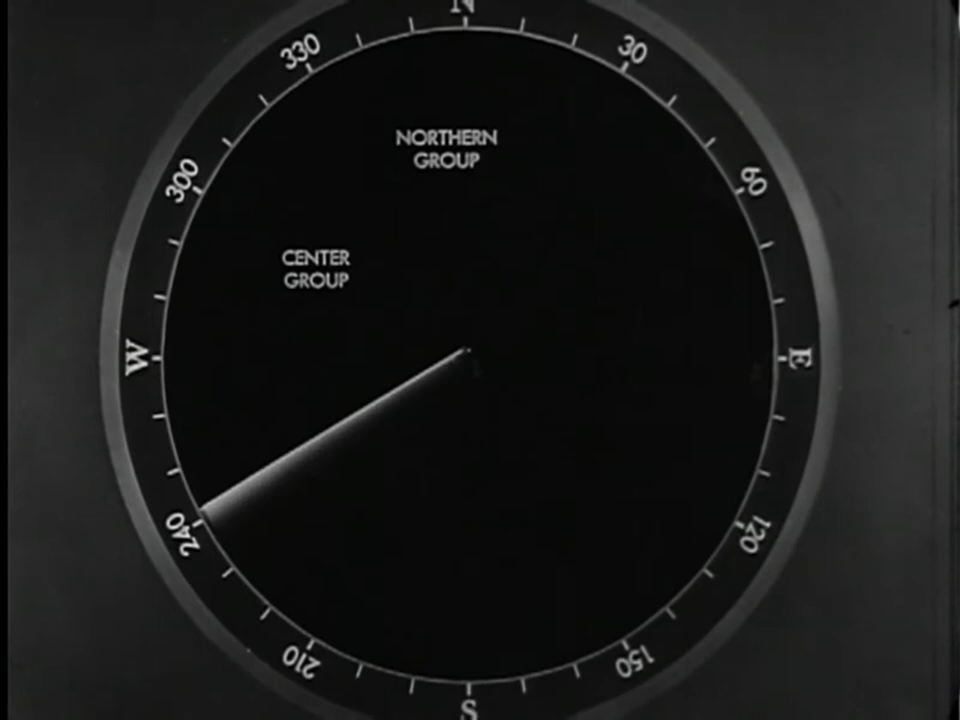 N
330
30
NORTHERN
GROUP
300
60
CENTER
GROUP
W
E
240
120
210
150
S